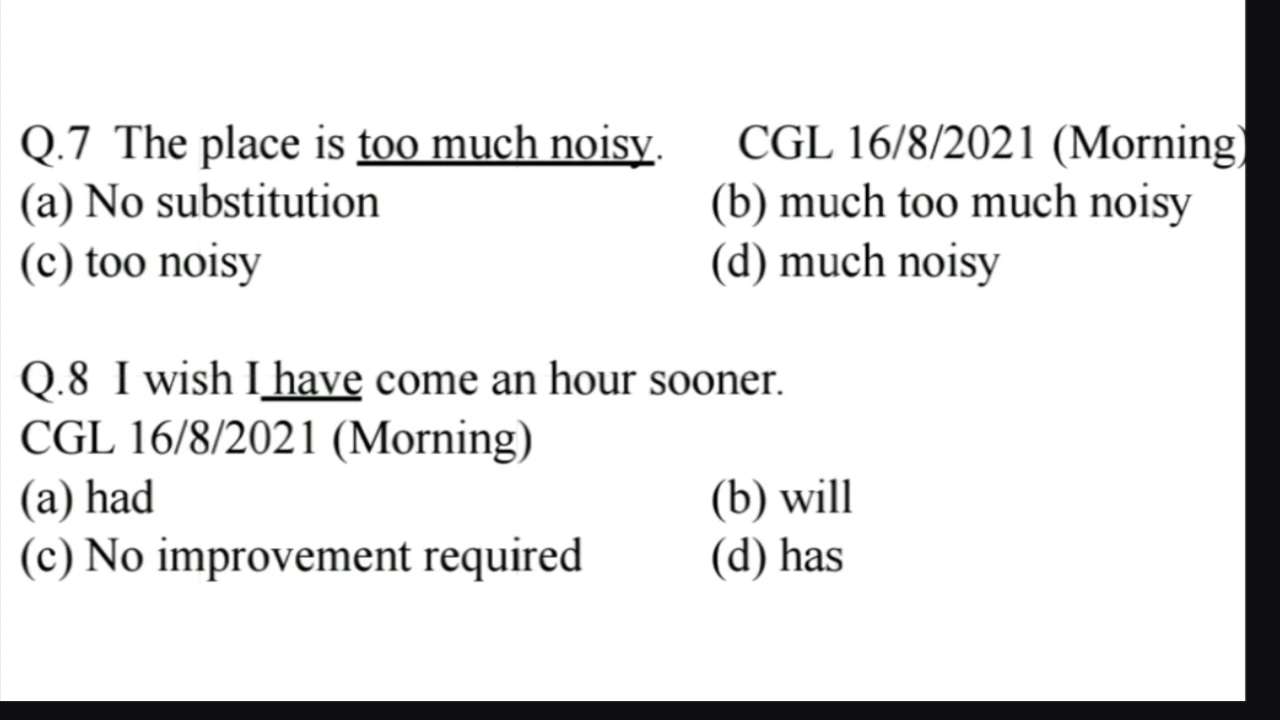 Q.7 The place is too much noisy. CGL 16/8/2021 (Morning)
(a) No substitution (b) much too much noisy
(c) too noisy (d) much noisy
Q.8 I wish I have come an hour sooner.
CGL 16/8/2021 (Morning)
(a) had (b) will
(c) No improvement required (d) has